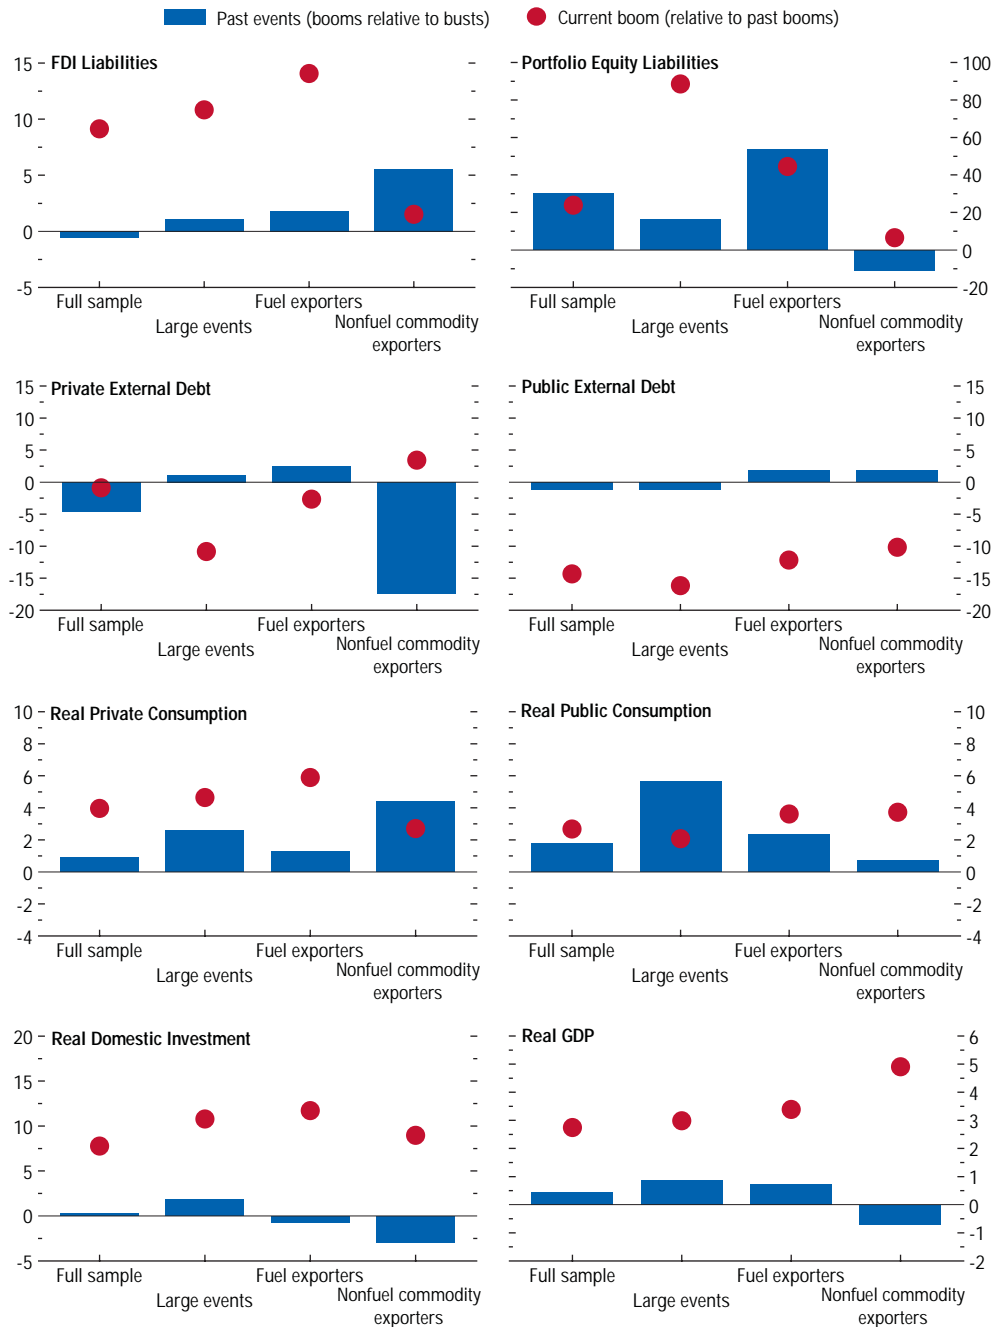 Past events (booms relative to busts)
Current boom (relative to past booms)
FDI Liabilities
15
10
5
0
-5
Full sample
Large events
Fuel exporters
Nonfuel commodity
exporters
Portfolio Equity Liabilities
100
80
60
40
20
0
-20
Full sample
Large events
Fuel exporters
Nonfuel commodity
exporters
Private External Debt
15
10
5
0
-5
-10
-15
-20
Full sample
Large events
Fuel exporters
Nonfuel commodity
exporters
Public External Debt
15
10
5
0
-5
-10
-15
-20
Full sample
Large events
Fuel exporters
Nonfuel commodity
exporters
Real Private Consumption
10
8
6
4
2
0
-2
-4
Full sample
Large events
Fuel exporters
Nonfuel commodity
exporters
Real Public Consumption
10
8
6
4
2
0
-2
-4
Full sample
Large events
Fuel exporters
Nonfuel commodity
exporters
Real Domestic Investment
20
15
10
5
0
-5
Full sample
Large events
Fuel exporters
Nonfuel commodity
exporters
Real GDP
6
5
4
3
2
1
0
-1
-2
Full sample
Large events
Fuel exporters
Nonfuel commodity
exporters